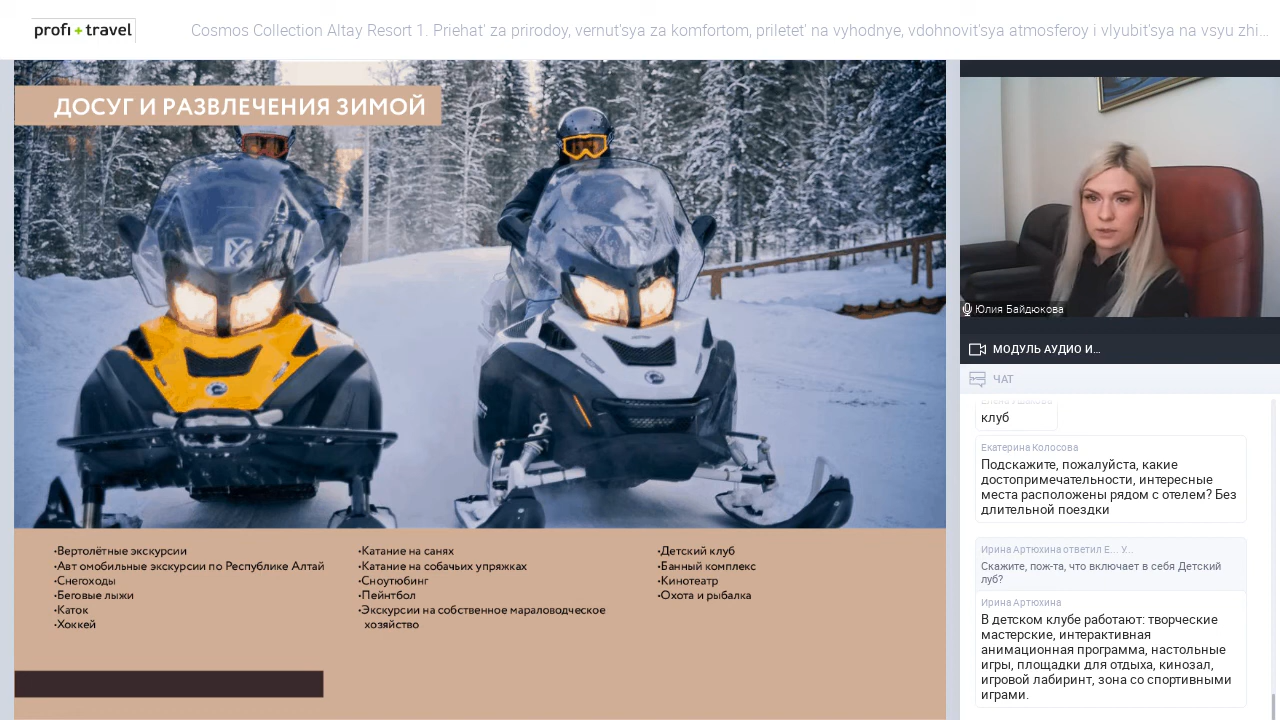 profi + travel
Cosmos Collection Altay Resort 1. Priehat' za prirodoy, vernut'sya za komfortom, priletet' na vyhodnye, vdohnovit'sya atmosferoy i vlyubit'sya na vsyu zhi...
ДОСУГ И РАЗВЛЕЧЕНИЯ ЗИМОЙ
•Вертолётные экскурсии
•Авт омобильные экскурсии по Республике Алтай
•Снегоходы
•Беговые лыжи
•Каток
•Хоккей
•Катание на санях
•Катание на собачьих упряжках
•Сноутюбинг
•Пейнтбол
•Экскурсии на собственное мараловодческое
хозяйство
•Детский клуб
•Банный комплекс
•Кинотеатр
•Охота и рыбалка
Юлия Байдюкова
МОДУЛЬ АУДИО И...
ЧАТ
клуб
Екатерина Колосова
Подскажите, пожалуйста, какие
достопримечательности, интересные
места расположены рядом с отелем? Без
длительной поездки
Ирина Артюхина ответил Е... У...
Скажите, пож-та, что включает в себя Детский
луб?
Ирина Артюхина
В детском клубе работают: творческие
мастерские, интерактивная
анимационная программа, настольные
игры, площадки для отдыха, кинозал,
игровой лабиринт, зона со спортивными
играми.